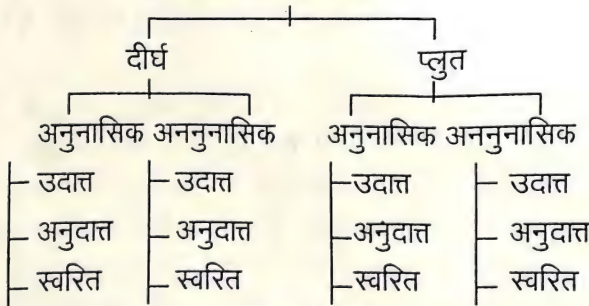 दीर्घ प्लुत
अनुनासिक अननुनासिक अनुनासिक अननुनासिक
उदात्त उदात्त उदात्त उदात्त
अनुदात्त अनुदात्त अनुदात्त अनुदात्त
स्वरित स्वरित स्वरित स्वरित